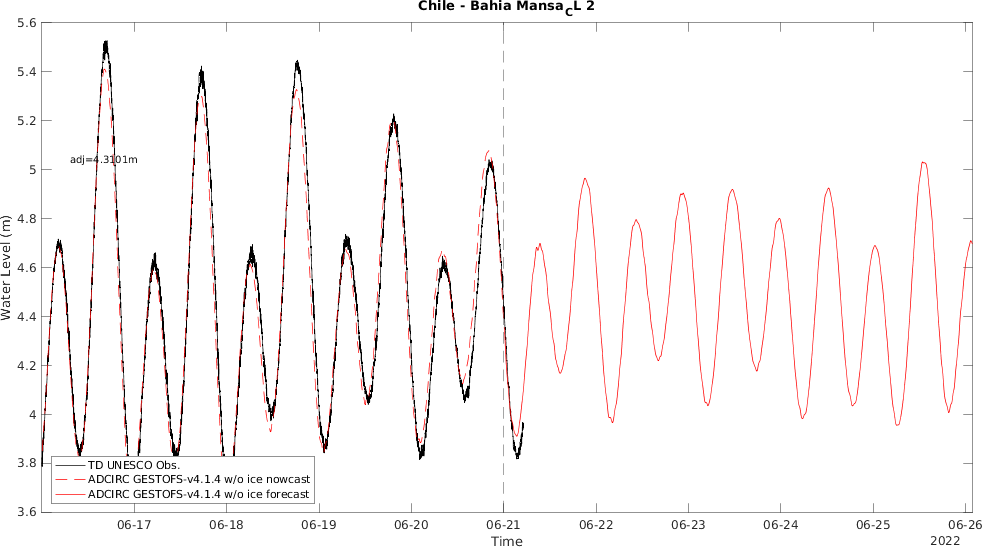 Chile - Bahia Mansa_CL 2
5.6
5.4
5.2
5
4.8
4.6
4.4
4.2
4
3.8
3.6
Water Level (m)
adj=4.3101m
TD UNESCO Obs.
ADCIRC GESTOFS-v4.1.4 w/o ice nowcast
ADCIRC GESTOFS-v4.1.4 w/o ice forecast
06-17 06-18 06-19 06-20 06-21 06-22 06-23 06-24 06-25 06-26
Time
2022